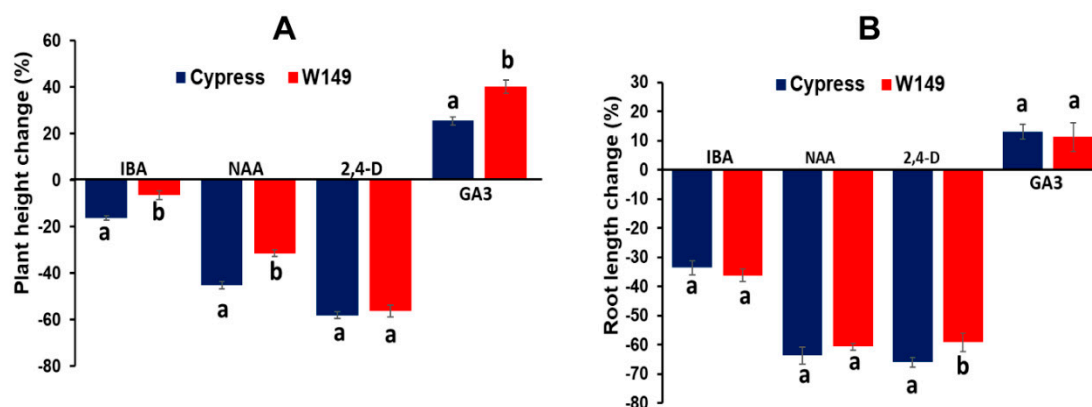 A
Plant height change (%)
60
40
20
0
-20
-40
-60
-80
Cypress W149
IBA NAA 2,4-D GA3
a b a b a a a b
B
Root length change (%)
30
20
10
0
-10
-20
-30
-40
-50
-60
-70
-80
Cypress W149
IBA NAA 2,4-D GA3
a a a a a b a a